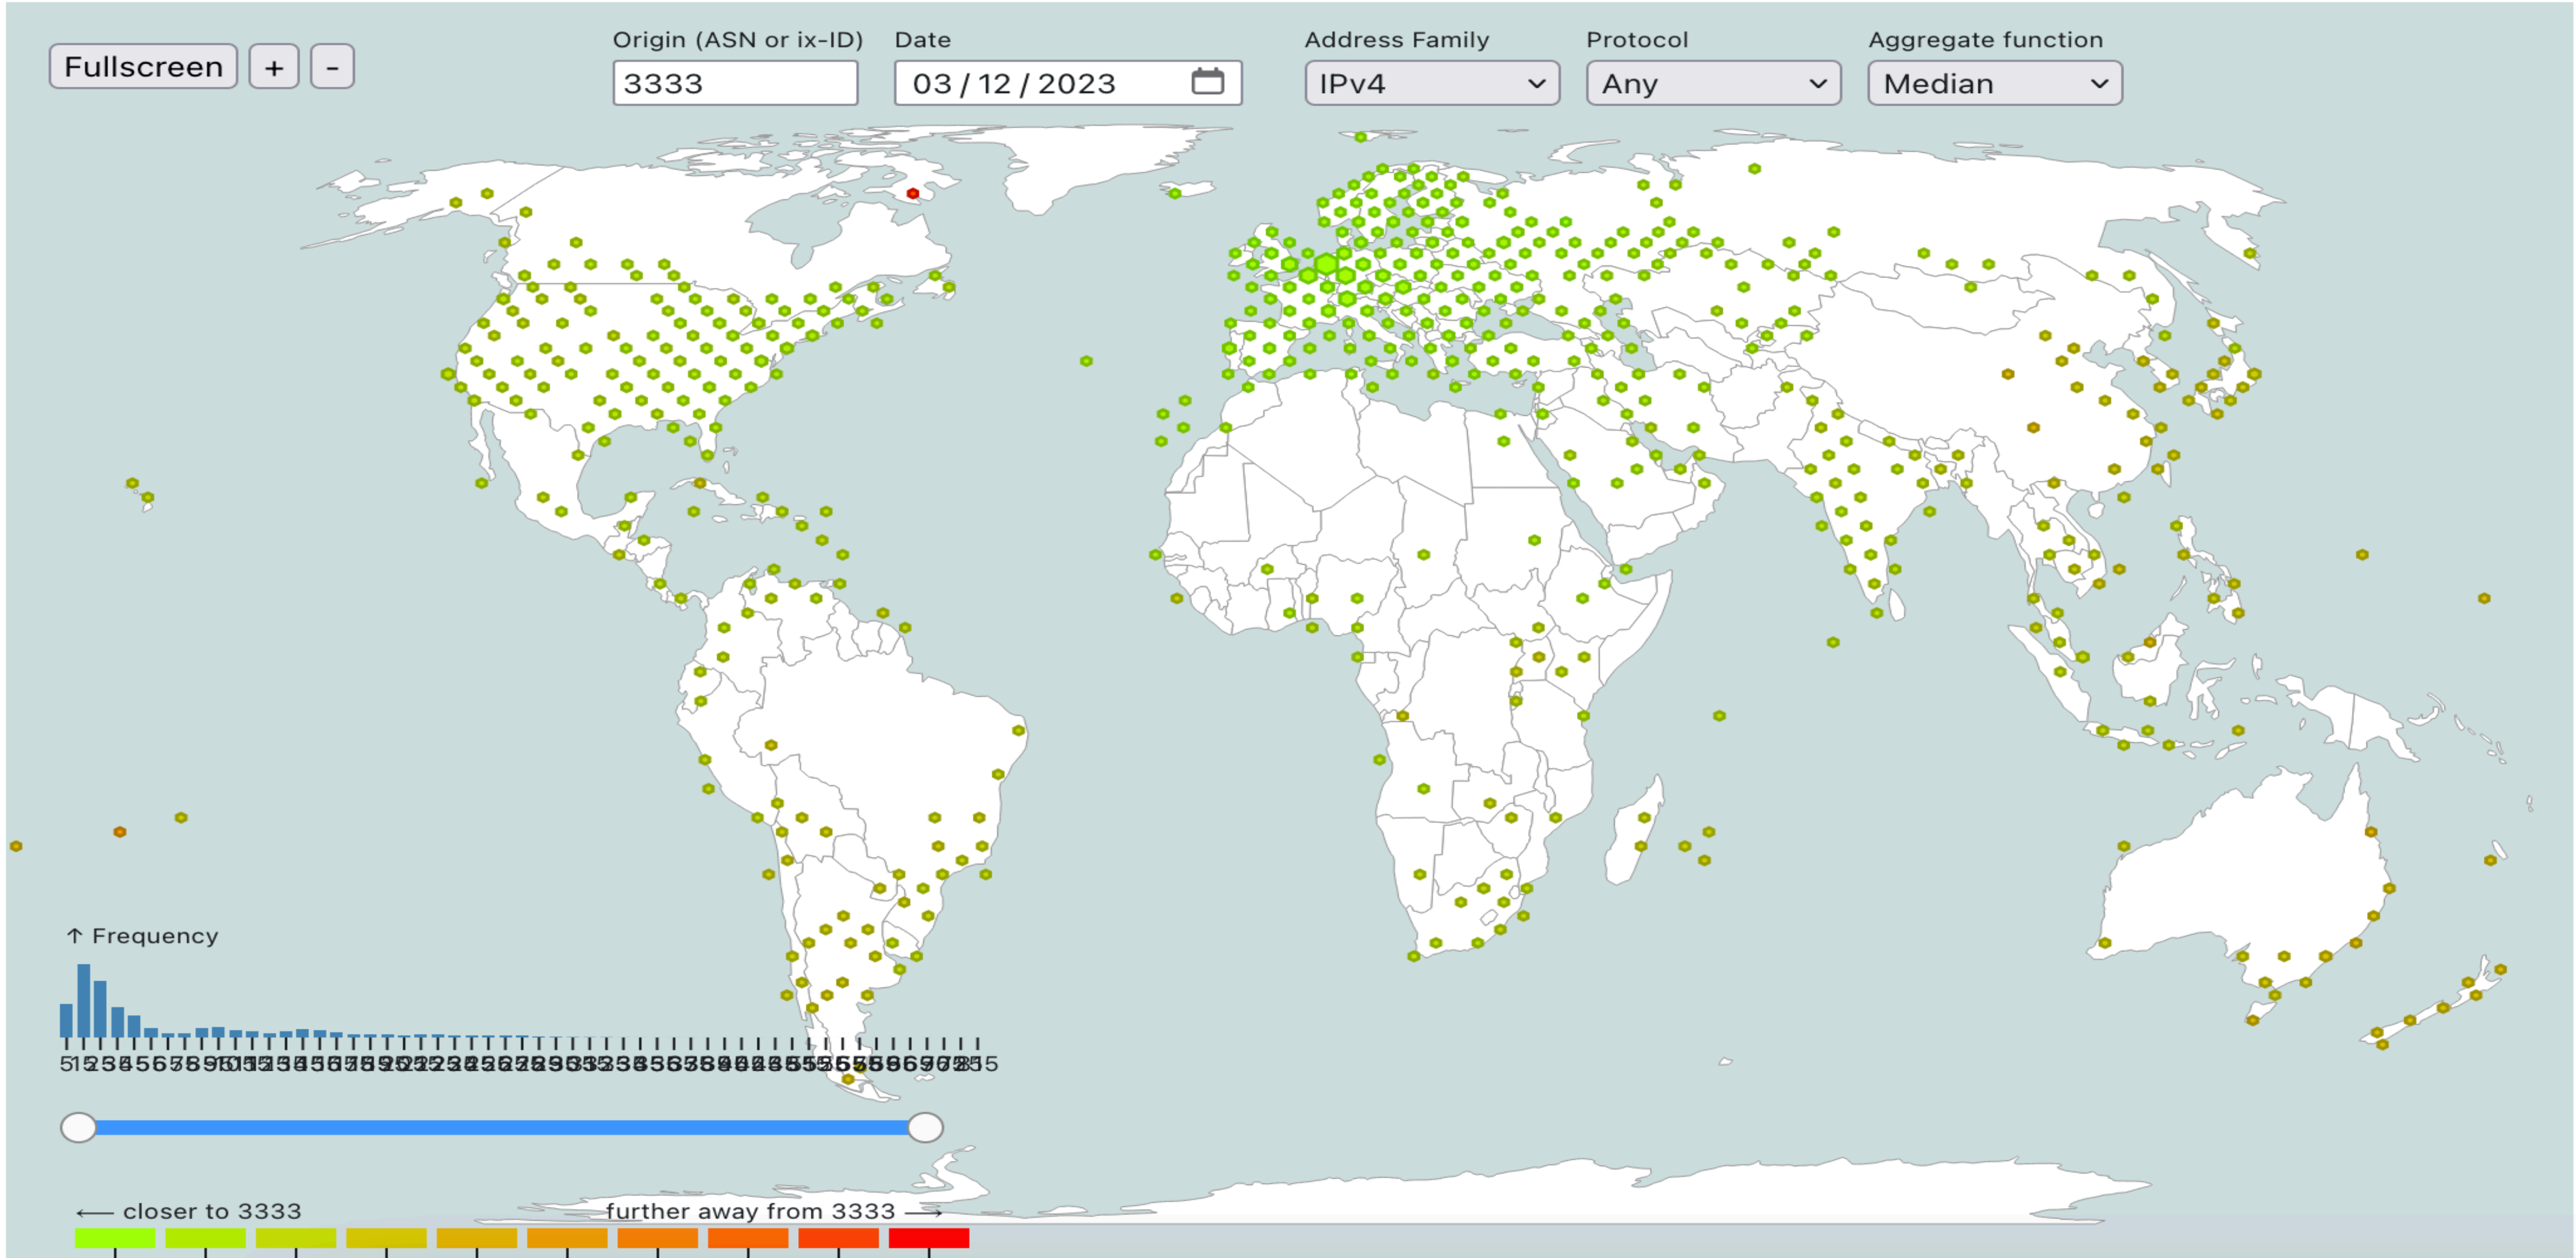 Fullscreen + -
Origin (ASN or ix-ID) Date Address Family Protocol Aggregate function
3333 03/12/2023 IPv4 Any Median
↑ Frequency
← closer to 3333 further away from 3333 →